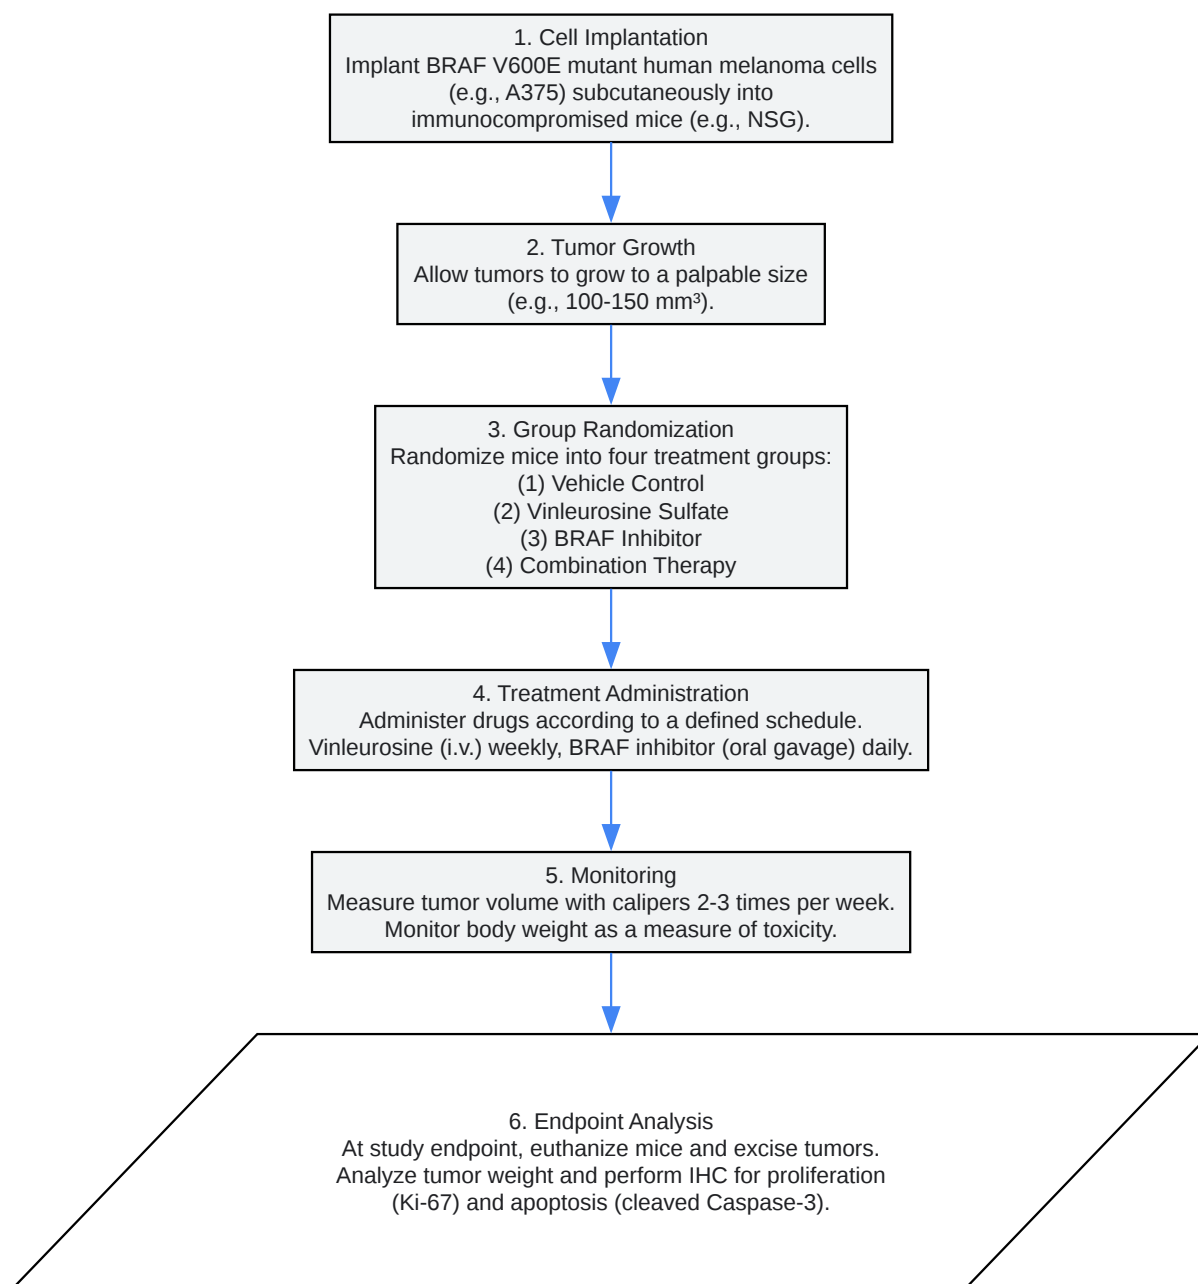 1. Cell Implantation
Implant BRAF V600E mutant human melanoma cells
(e.g., A375) subcutaneously into
immunocompromised mice (e.g., NSG).
2. Tumor Growth
Allow tumors to grow to a palpable size
(e.g., 100-150 mm³).
3. Group Randomization
Randomize mice into four treatment groups:
(1) Vehicle Control
(2) Vinleurosine Sulfate
(3) BRAF Inhibitor
(4) Combination Therapy
4. Treatment Administration
Administer drugs according to a defined schedule.
Vinleurosine (i.v.) weekly, BRAF inhibitor (oral gavage) daily.
5. Monitoring
Measure tumor volume with calipers 2-3 times per week.
Monitor body weight as a measure of toxicity.
6. Endpoint Analysis
At study endpoint, euthanize mice and excise tumors.
Analyze tumor weight and perform IHC for proliferation
(Ki-67) and apoptosis (cleaved Caspase-3).